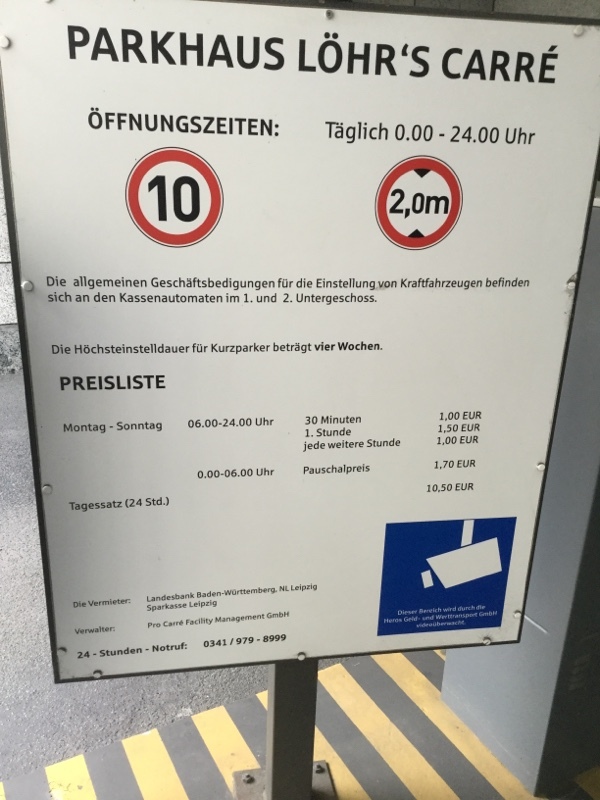 PARKHAUS LÖHR‘S CARRÉ
ÖFFNUNGSZEITEN: Täglich 0.00 - 24.00 Uhr
10
2,0m
Die allgemeinen Geschäftsbedigungen für die Einstellung von Kraftfahrzeugen befinden
sich an den Kassenautomaten im 1. und 2. Untergeschoss.
Die Höchsteinstelldauer für Kurzparker beträgt vier Wochen.
PREISLISTE
Montag - Sonntag 06.00-24.00 Uhr 30 Minuten 1,00 EUR
1. Stunde 1,50 EUR
jede weitere Stunde 1,00 EUR
0.00-06.00 Uhr Pauschalpreis 1,70 EUR
Tagessatz (24 Std.) 10,50 EUR
Dieser Bereich wird durch die
Horos Geld- und Werttransport GmbH
videoüberwacht.
Die Vermieter: Landesbank Baden-Württemberg, NL Leipzig
Sparkasse Leipzig
Verwalter: Pro Carré Facility Management GmbH
24 - Stunden - Notruf: 0341 / 979 - 8999